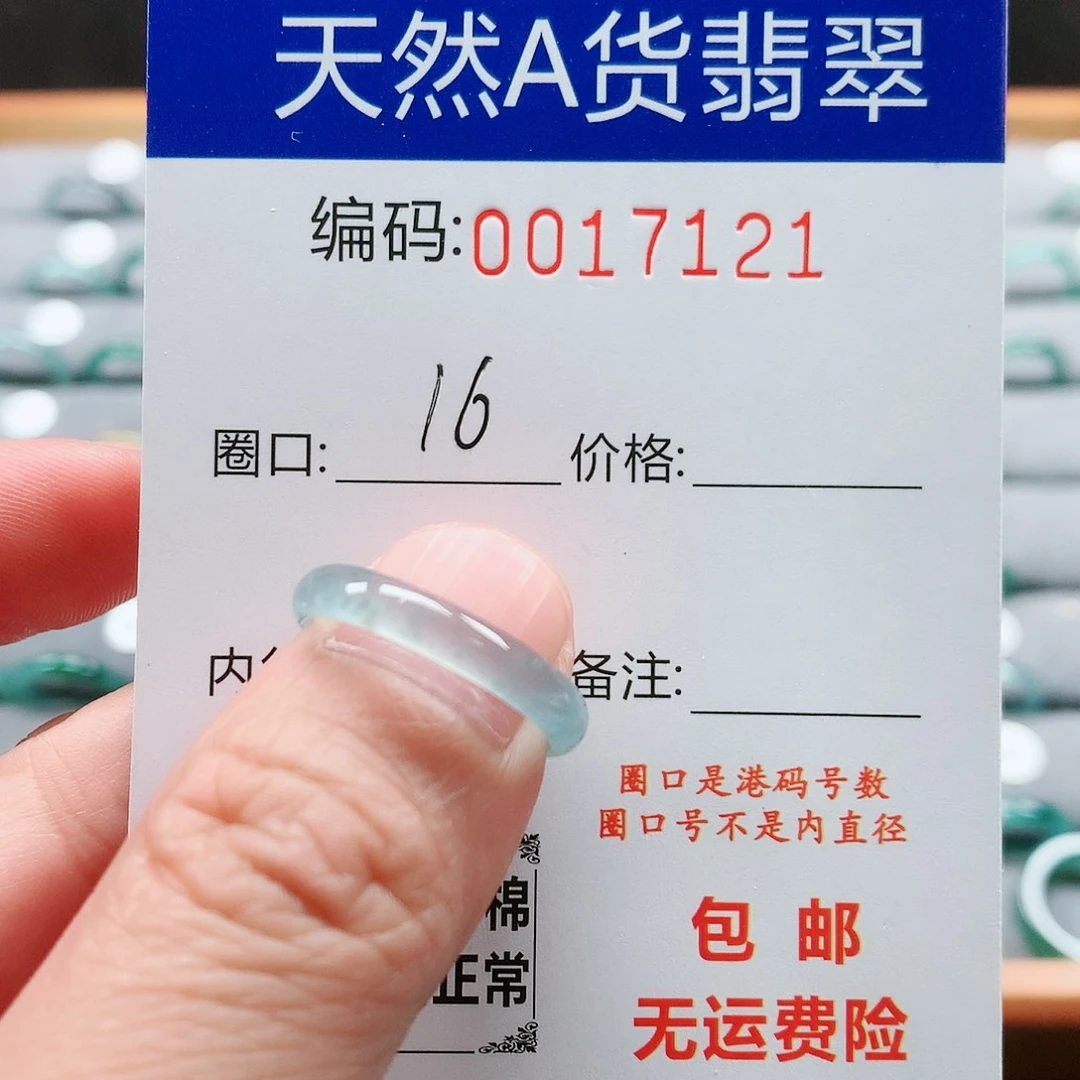 天然A货翡翠
编码:0017121
圈口: 16 价格:
内 备注:
圈口是港码号数
圈口号不是内直径
棉
正常
包邮
无运费险